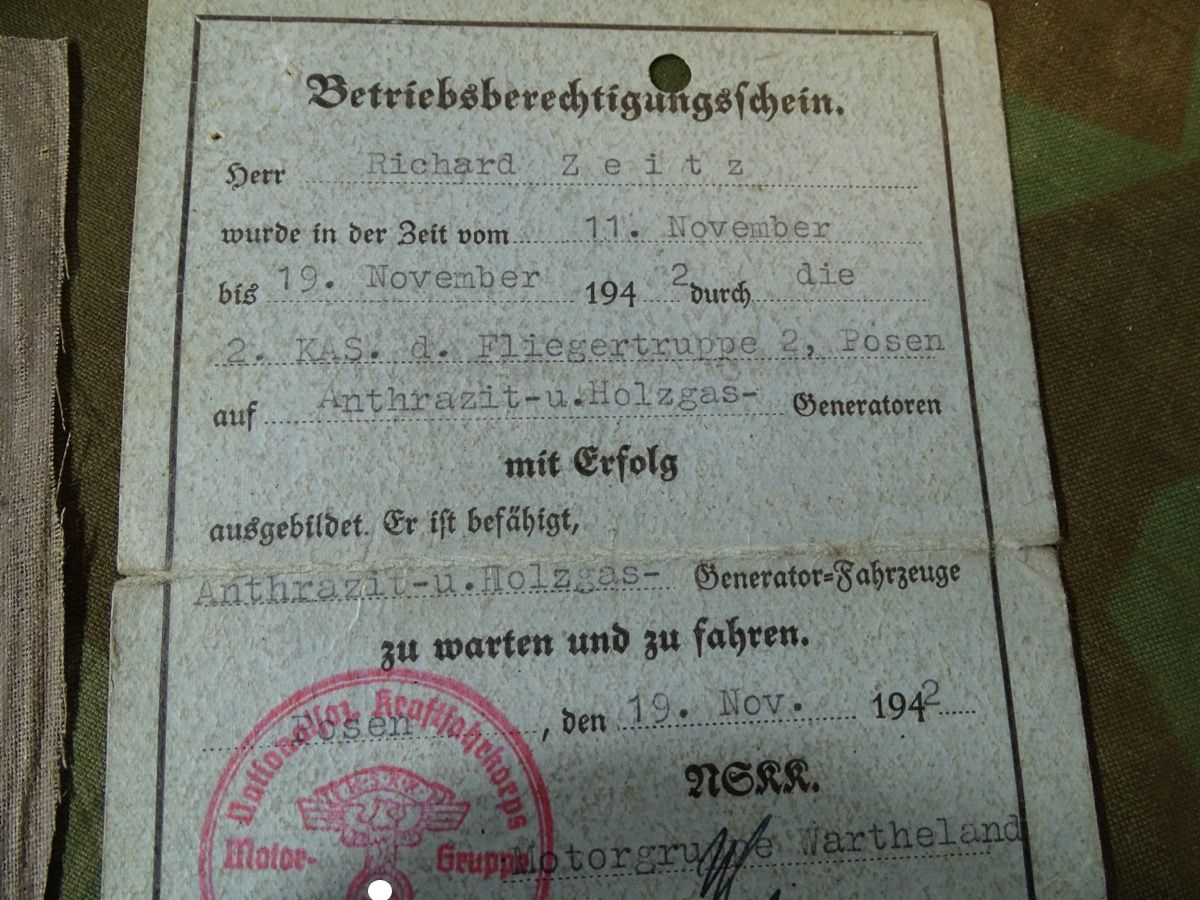 Betriebsberechtigungsschein.
Herr Richard Zeitz
wurde in der Zeit vom 11. November
bis 19. November 1942 durch die
2. KAS. d. Fliegertruppe 2, Posen
auf Anthrazit-u.Holzgas- Generatoren
mit Erfolg
ausgebildet. Er ist befähigt,
Anthrazit-u.Holzgas- Generator=Fahrzeuge
zu warten und zu fahren.
Posen, den 19. Nov. 1942
NSKK.
Motorgruppe Wartheland
Nationalsoz. Kraftfahrkorps
Motor- Gruppe